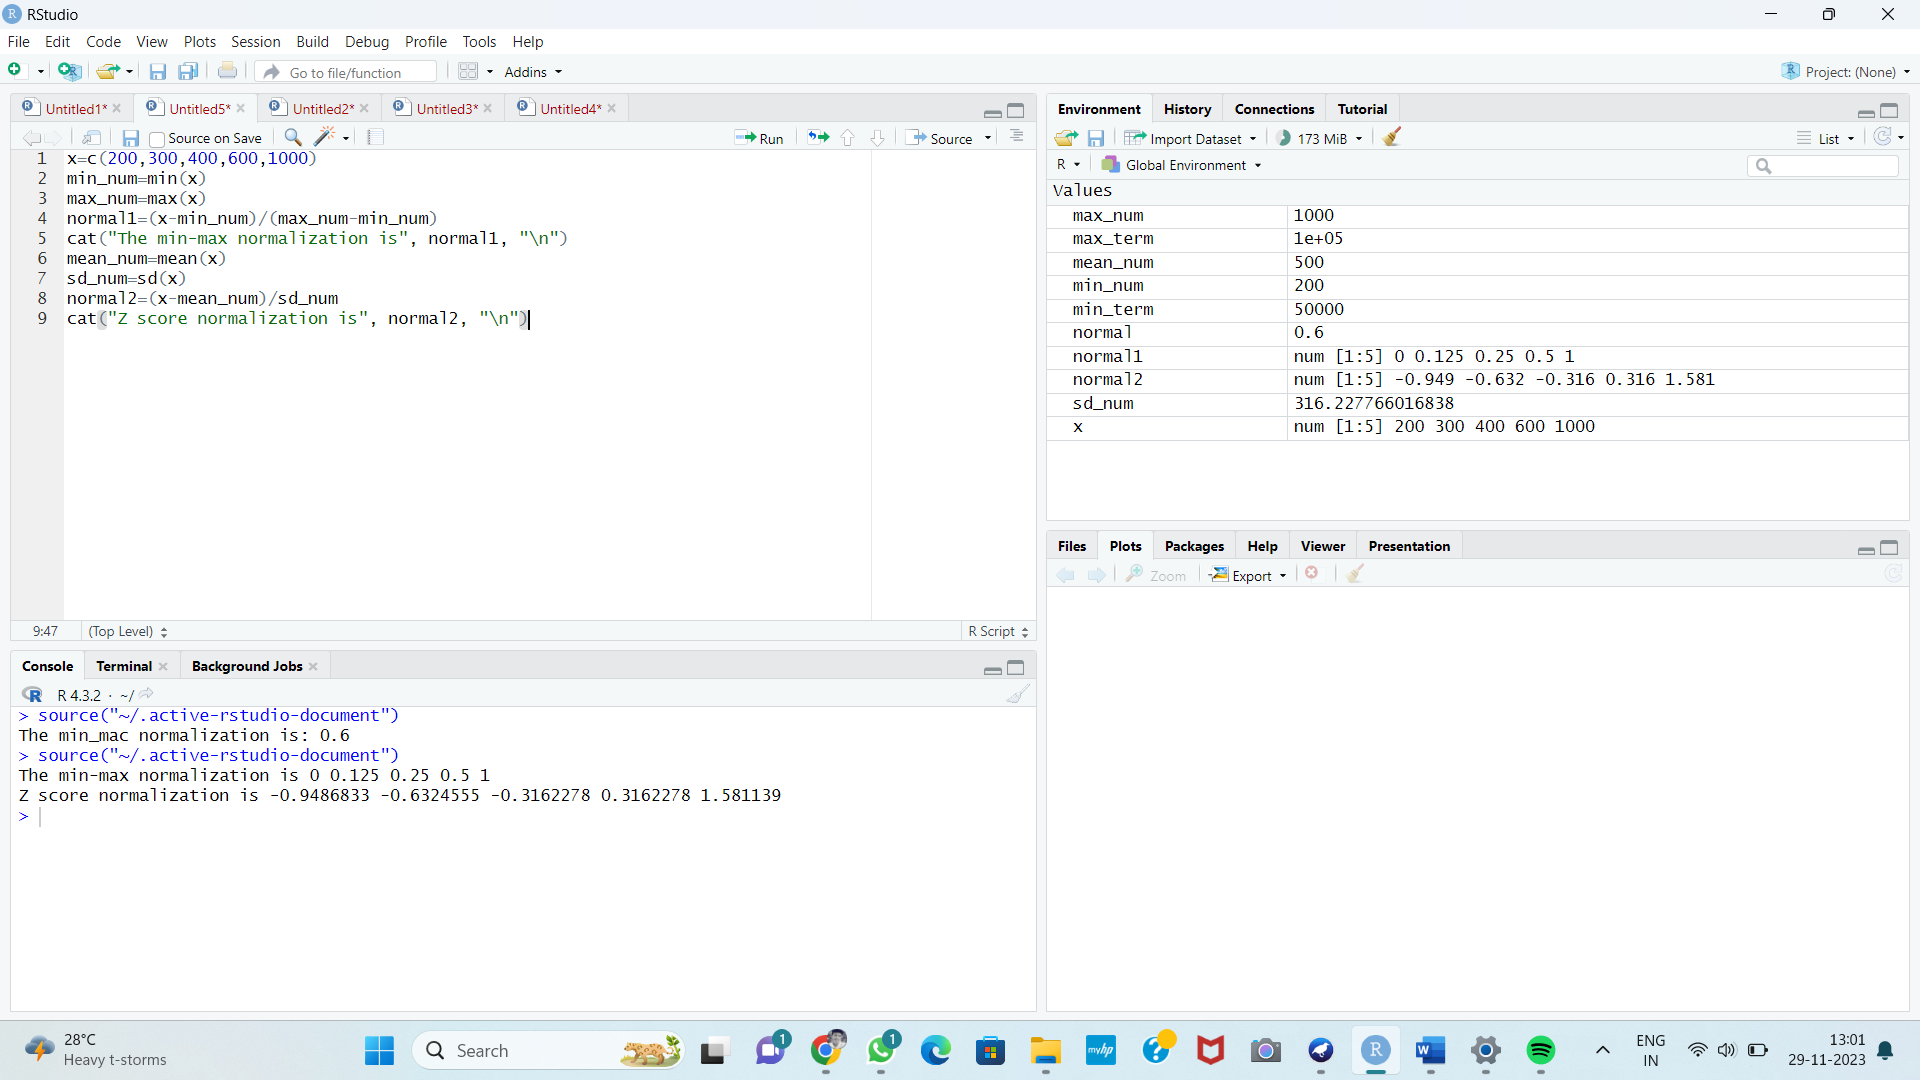 RStudio
File Edit Code View Plots Session Build Debug Profile Tools Help
Go to file/function Addins Project: (None)
Untitled1* Untitled5* Untitled2* Untitled3* Untitled4*
Source on Save Run Source
1 x=c(200,300,400,600,1000)
2 min_num=min(x)
3 max_num=max(x)
4 normal1=(x-min_num)/(max_num-min_num)
5 cat("The min-max normalization is", normal1, "\n")
6 mean_num=mean(x)
7 sd_num=sd(x)
8 normal2=(x-mean_num)/sd_num
9 cat("Z score normalization is", normal2, "\n")
9:47 (Top Level) R Script
Console Terminal Background Jobs
R 4.3.2 · ~/
> source("~/.active-rstudio-document")
The min_mac normalization is: 0.6
> source("~/.active-rstudio-document")
The min-max normalization is 0 0.125 0.25 0.5 1
Z score normalization is -0.9486833 -0.6324555 -0.3162278 0.3162278 1.581139
>
Environment History Connections Tutorial
Import Dataset 173 MiB List
R Global Environment
Values
max_num 1000
max_term 1e+05
mean_num 500
min_num 200
min_term 50000
normal 0.6
normal1 num [1:5] 0 0.125 0.25 0.5 1
normal2 num [1:5] -0.949 -0.632 -0.316 0.316 1.581
sd_num 316.227766016838
x num [1:5] 200 300 400 600 1000
Files Plots Packages Help Viewer Presentation
Zoom Export
28°C
Heavy t-storms
Search
1
1
myhp
?
R
W
ENG
IN
13:01
29-11-2023